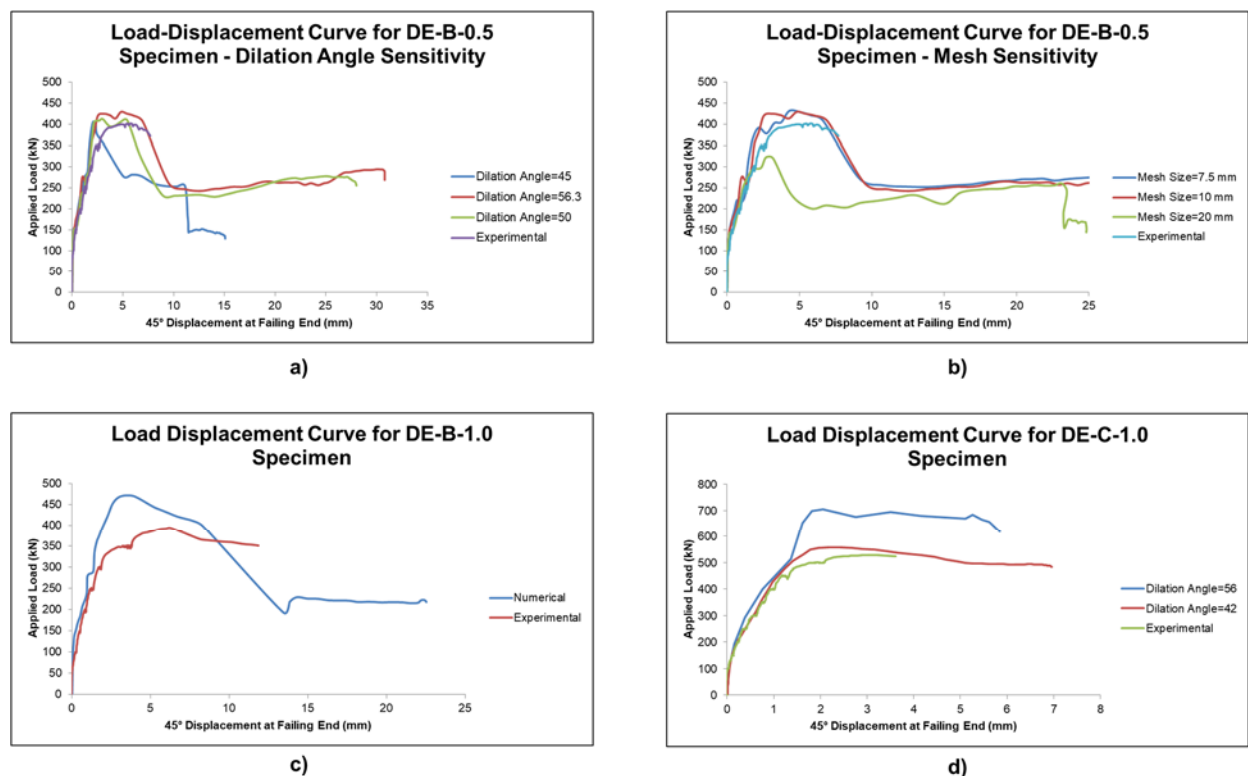 Load-Displacement Curve for DE-B-0.5
Specimen - Dilation Angle Sensitivity
500
450
400
350
300
250
200
150
100
50
0
Applied Load (kN)
0 5 10 15 20 25 30 35
45° Displacement at Failing End (mm)
Dilation Angle=45
Dilation Angle=56.3
Dilation Angle=50
Experimental
a)
Load-Displacement Curve for DE-B-0.5
Specimen - Mesh Sensitivity
500
450
400
350
300
250
200
150
100
50
0
Applied Load (kN)
0 5 10 15 20 25
45° Displacement at Failing End (mm)
Mesh Size=7.5 mm
Mesh Size=10 mm
Mesh Size=20 mm
Experimental
b)
Load Displacement Curve for DE-B-1.0
Specimen
500
450
400
350
300
250
200
150
100
50
0
Applied Load (kN)
0 5 10 15 20 25
45° Displacement at Failing End (mm)
Numerical
Experimental
c)
Load Displacement Curve for DE-C-1.0
Specimen
800
700
600
500
400
300
200
100
0
Applied Load (kN)
0 1 2 3 4 5 6 7 8
45° Displacement at Failing End (mm)
Dilation Angle=56
Dilation Angle=42
Experimental
d)